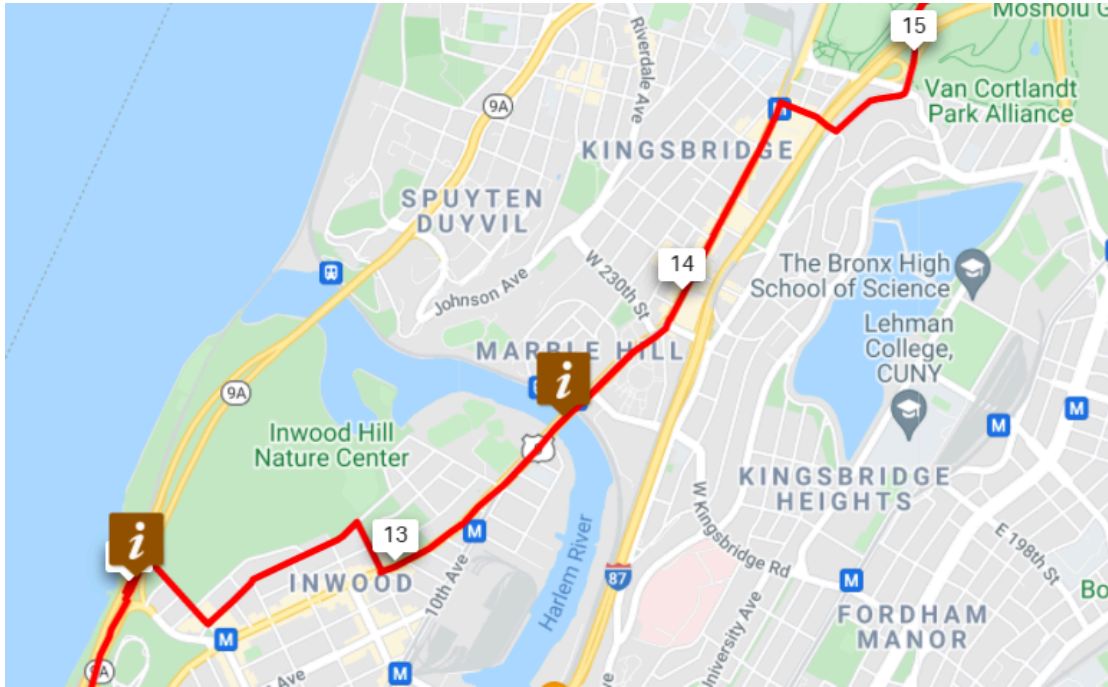 Mosholu G
15
Riverdale Ave
9A
Van Cortlandt
Park Alliance
KINGSBRIDGE
SPUYTEN
DUYVIL
W 230th St
14
The Bronx High
School of Science
Johnson Ave
Lehman
College,
CUNY
MARBLE HILL
i
9A
Inwood Hill
Nature Center
M
M
KINGSBRIDGE
HEIGHTS
W Kingsbridge Rd
E 198th St
13
M
i
INWOOD
10th Ave
Harlem River
87
M
Bo
FORDHAM
MANOR
M
University Ave
9A
s Ave
M